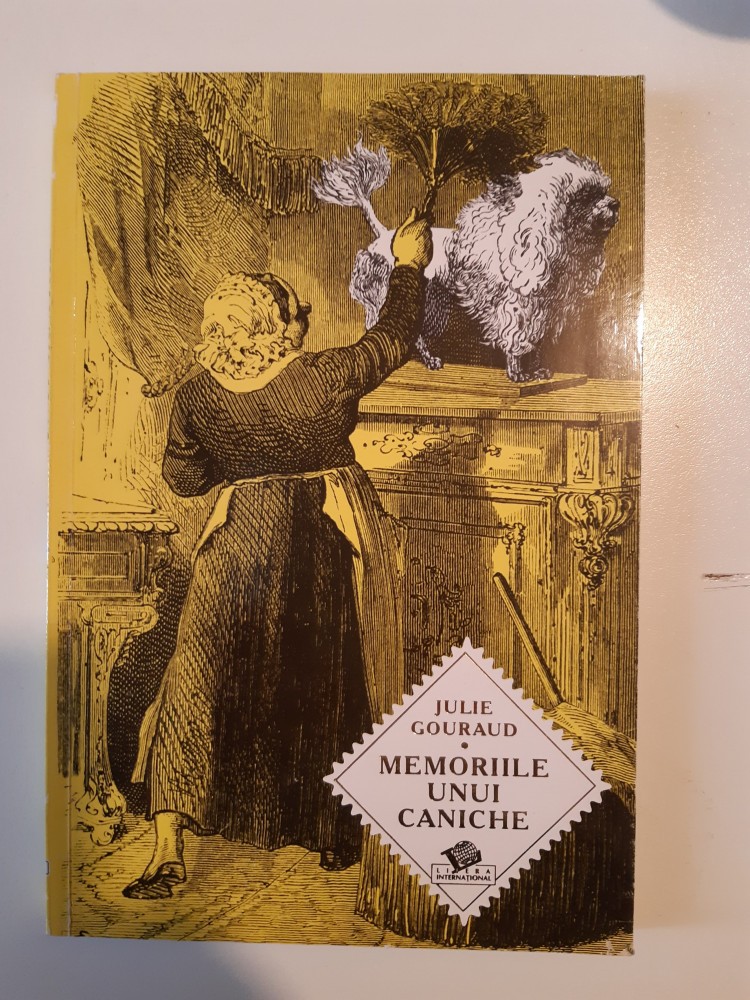 JULIE
GOURAUD
•
MEMORIILE
UNUI
CANICHE
LITERA
INTERNAȚIONAL